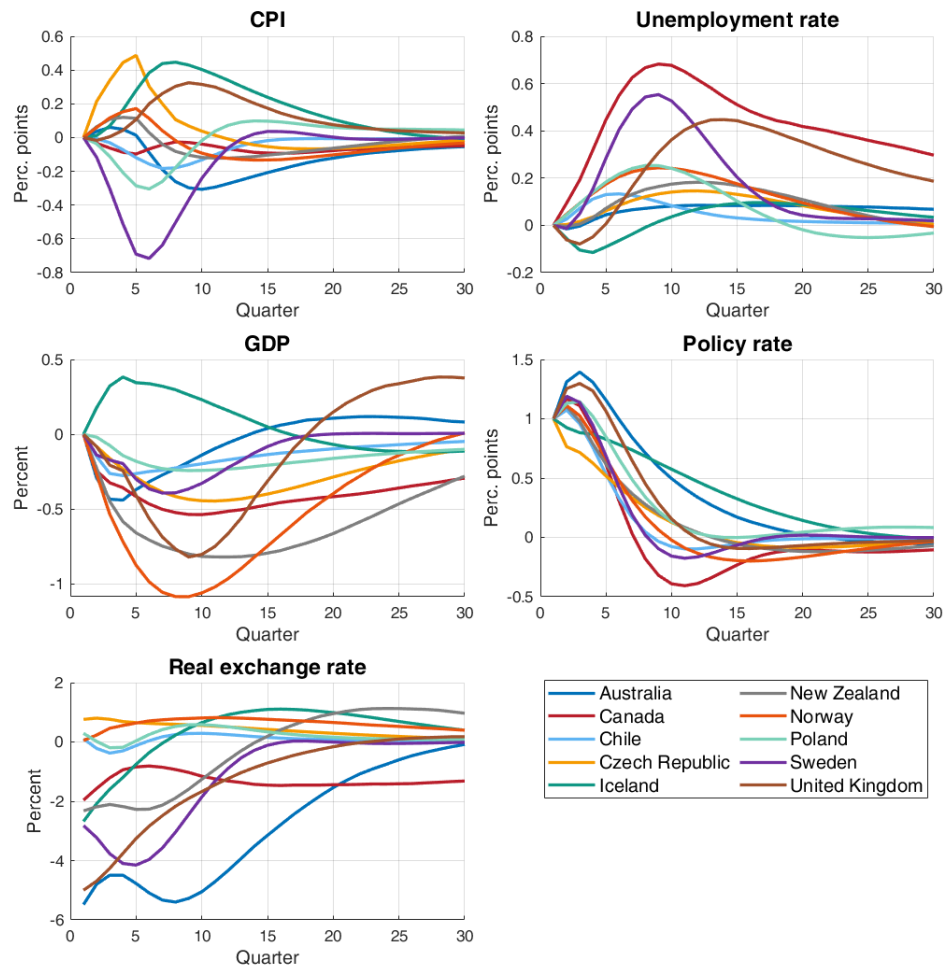 CPI
Perc. points
0.6
0.4
0.2
0
-0.2
-0.4
-0.6
-0.8
0 5 10 15 20 25 30
Quarter
Unemployment rate
Perc. points
0.8
0.6
0.4
0.2
0
-0.2
0 5 10 15 20 25 30
Quarter
GDP
Percent
0.5
0
-0.5
-1
0 5 10 15 20 25 30
Quarter
Policy rate
Perc. points
1.5
1
0.5
0
-0.5
0 5 10 15 20 25 30
Quarter
Real exchange rate
Percent
2
0
-2
-4
-6
0 5 10 15 20 25 30
Quarter
Australia
Canada
Chile
Czech Republic
Iceland
New Zealand
Norway
Poland
Sweden
United Kingdom